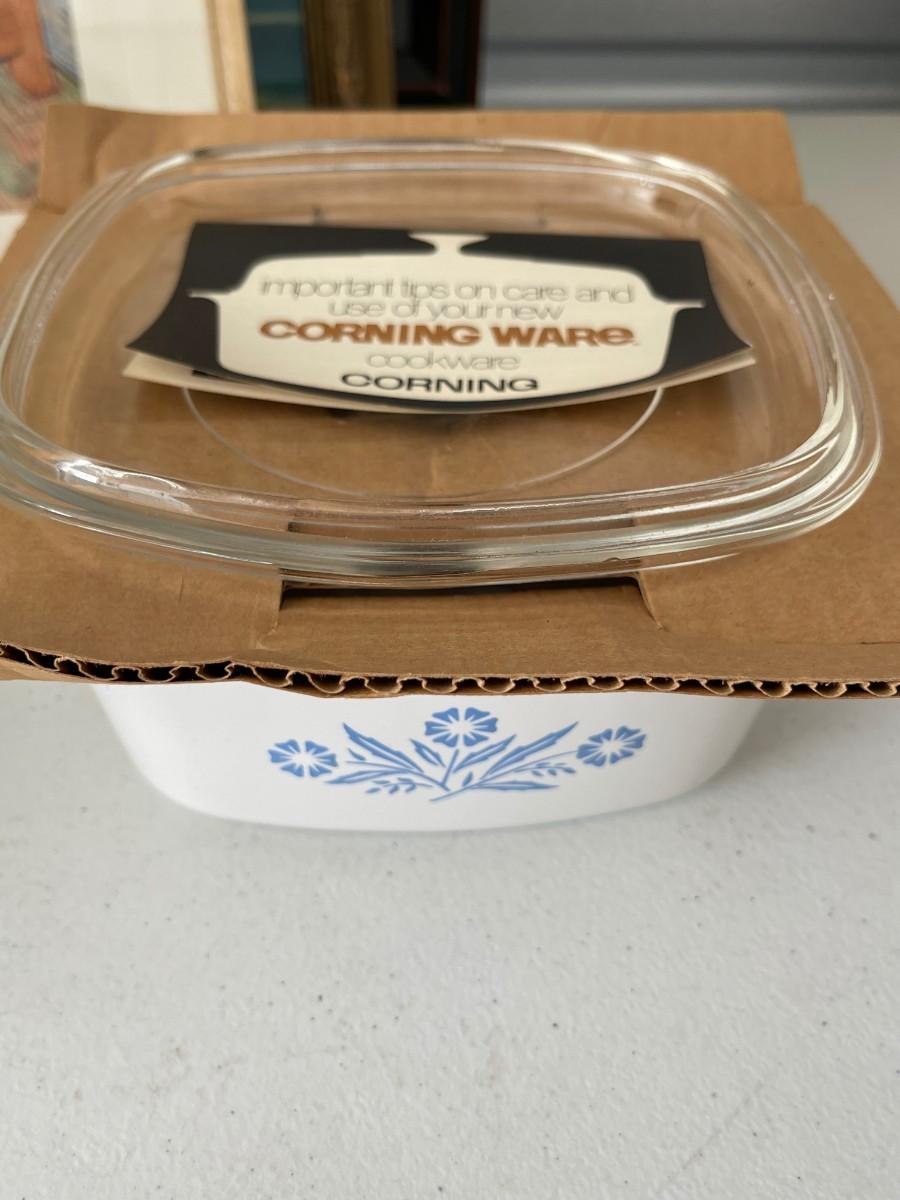 important tips on care and
use of your new
CORNING WARe.
cookware
CORNING